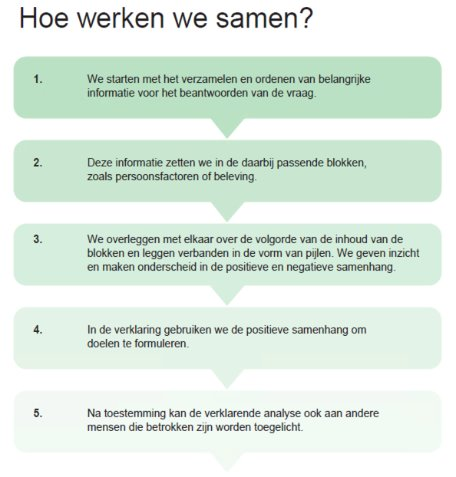 Hoe werken we samen?
1. We starten met het verzamelen en ordenen van belangrijke
informatie voor het beantwoorden van de vraag.
2. Deze informatie zetten we in de daarbij passende blokken,
zoals persoonsfactoren of beleving.
3. We overleggen met elkaar over de volgorde van de inhoud van de
blokken en leggen verbanden in de vorm van pijlen. We geven inzicht
en maken onderscheid in de positieve en negatieve samenhang.
4. In de verklaring gebruiken we de positieve samenhang om
doelen te formuleren.
5. Na toestemming kan de verklarende analyse ook aan andere
mensen die betrokken zijn worden toegelicht.